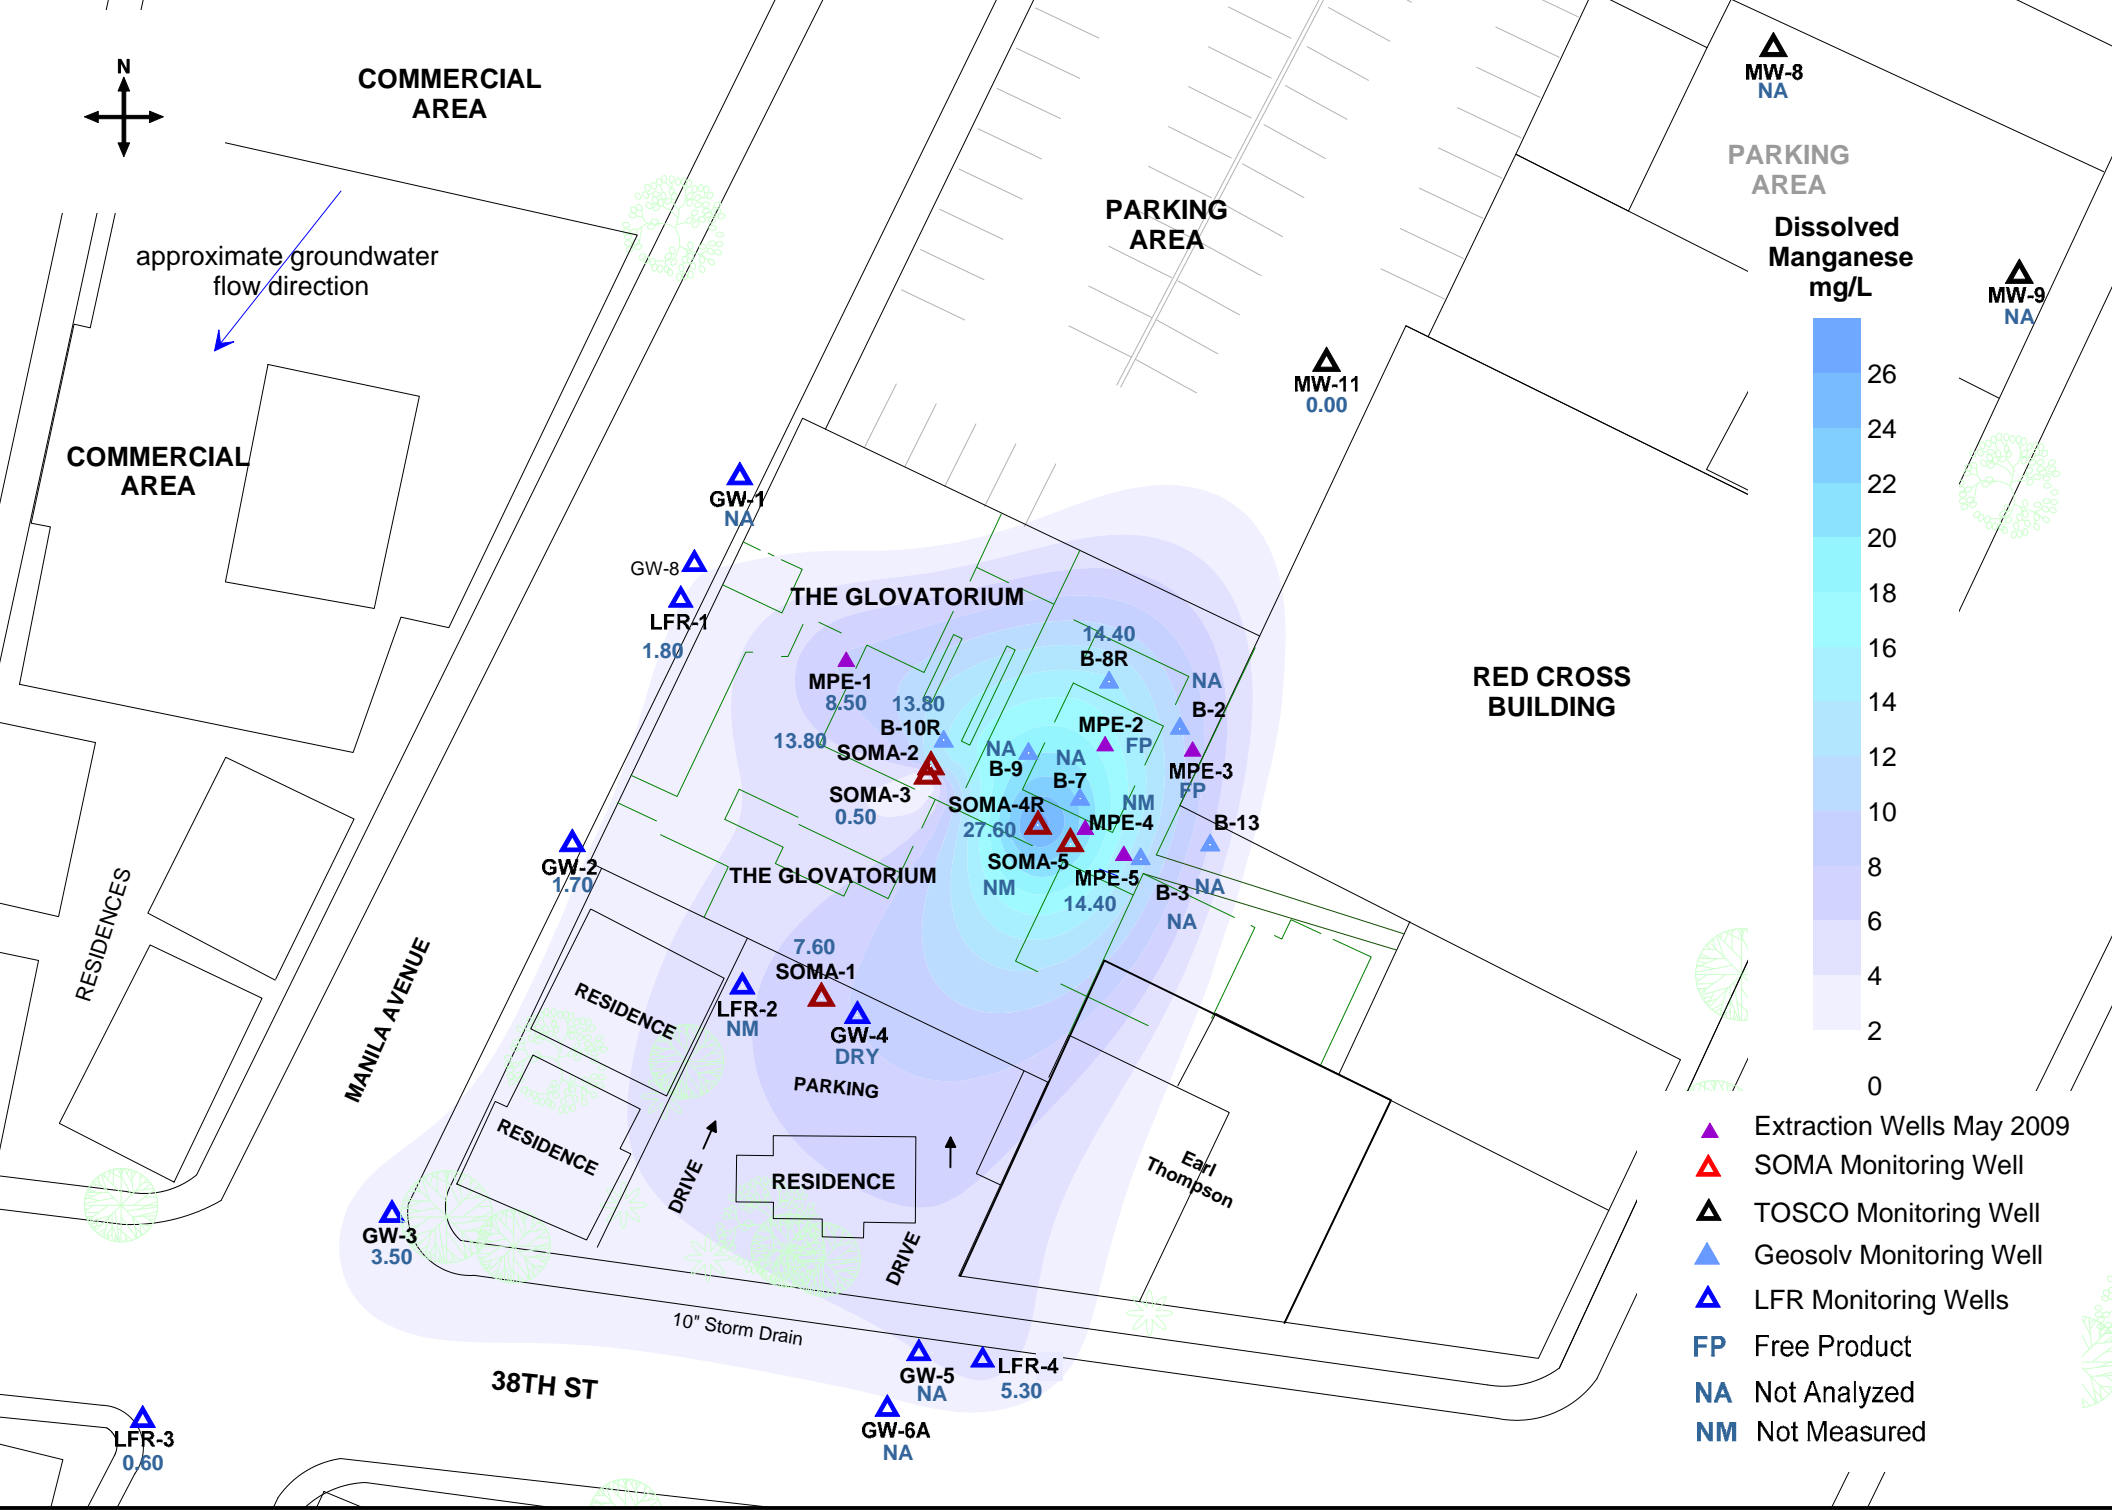 N
COMMERCIAL
AREA
MW-8
NA
PARKING
AREA
PARKING
AREA
Dissolved
Manganese
mg/L
approximate groundwater
flow direction
MW-9
NA
26
24
22
20
18
16
14
12
10
8
6
4
2
0
MW-11
0.00
COMMERCIAL
AREA
GW-1
NA
GW-8
LFR-1
1.80
THE GLOVATORIUM
14.40
B-8R
NA
B-2
MPE-1
8.50
13.80
B-10R
13.80
SOMA-2
SOMA-3
0.50
NA
B-9
MPE-2
FP
NA
B-7
MPE-3
FP
RED CROSS
BUILDING
SOMA-4R
27.60
NM
MPE-4
B-13
NA
SOMA-5
NM
MPE-5
14.40
B-3
NA
GW-2
1.70
THE GLOVATORIUM
RESIDENCES
MANILA AVENUE
7.60
SOMA-1
LFR-2
NM
GW-4
DRY
RESIDENCE
PARKING
RESIDENCE
DRIVE
RESIDENCE
DRIVE
Earl
Thompson
GW-3
3.50
10" Storm Drain
38TH ST
GW-5
NA
LFR-4
5.30
GW-6A
NA
LFR-3
0.60
Extraction Wells May 2009
SOMA Monitoring Well
TOSCO Monitoring Well
Geosolv Monitoring Well
LFR Monitoring Wells
FP Free Product
NA Not Analyzed
NM Not Measured